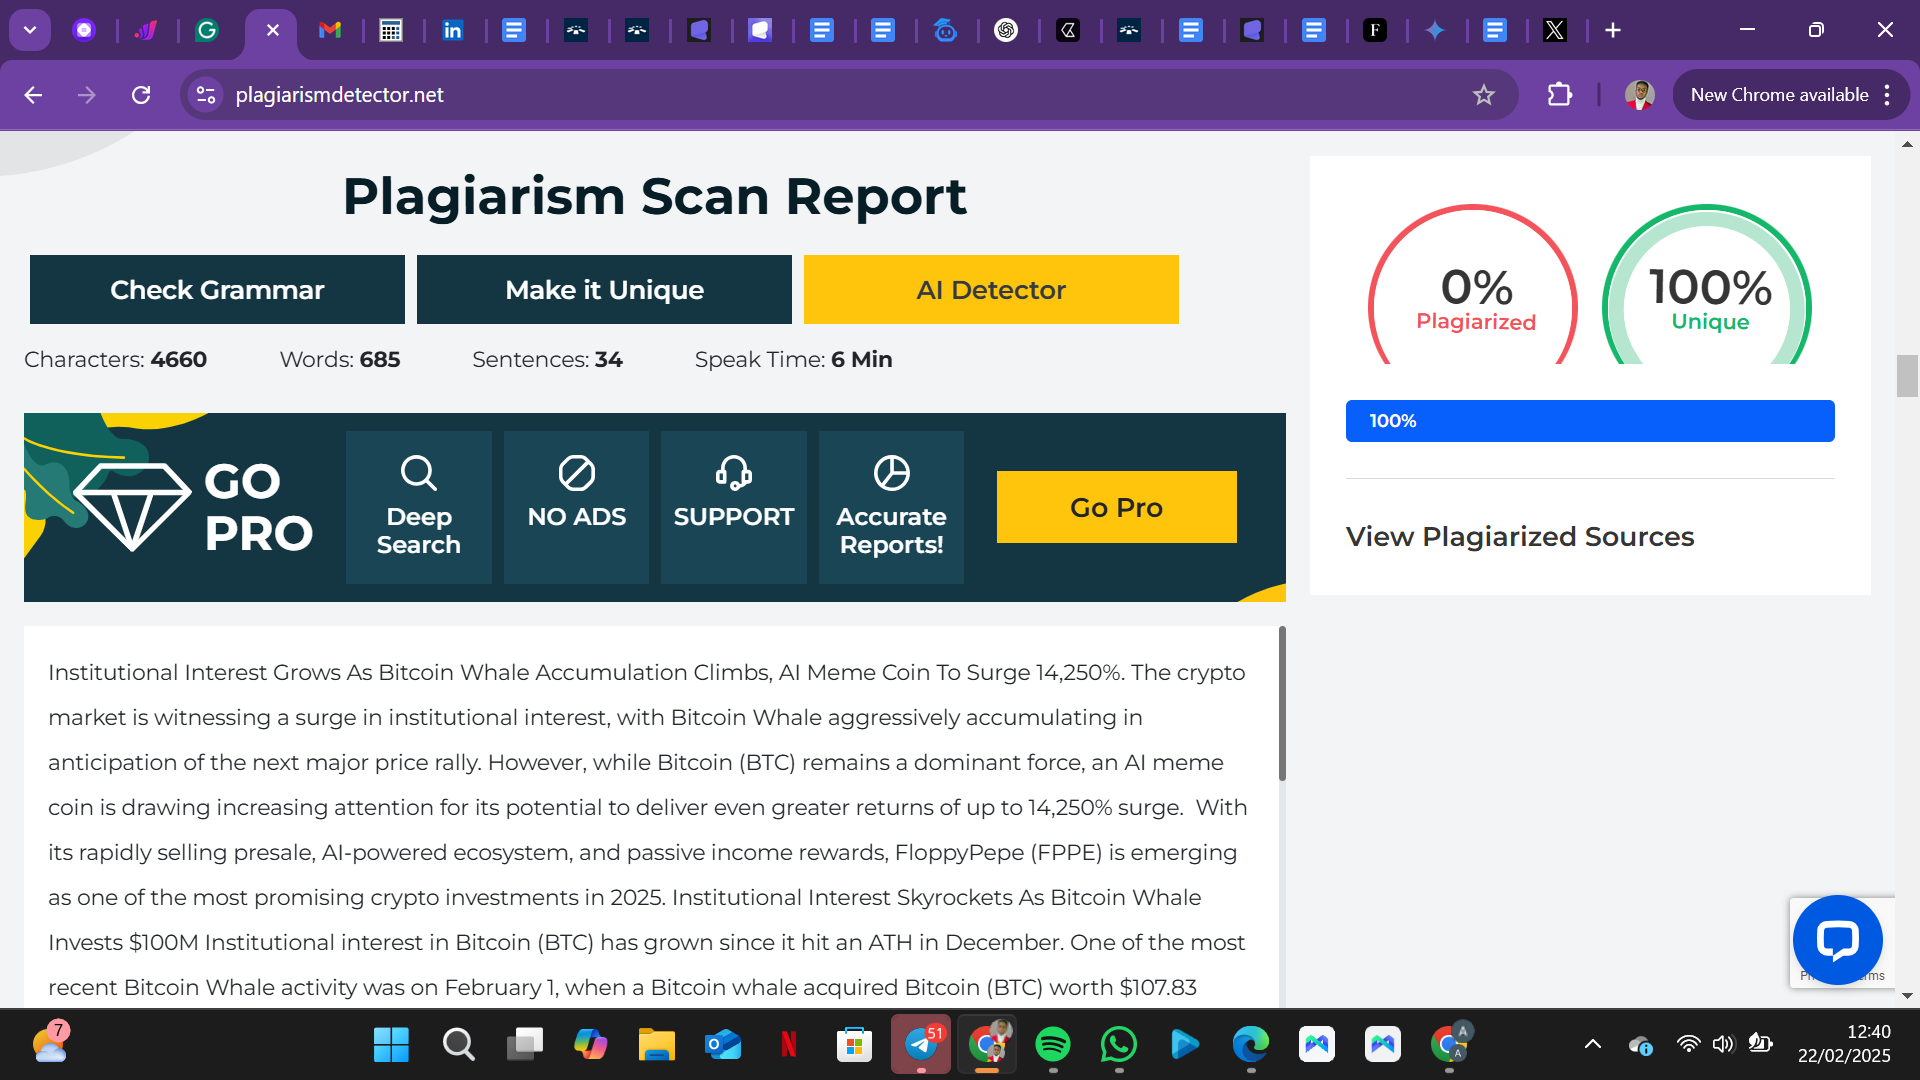 plagiarismdetector.net
New Chrome available
Plagiarism Scan Report
Check Grammar
Make it Unique
AI Detector
Characters: 4660
Words: 685
Sentences: 34
Speak Time: 6 Min
GO
PRO
Deep
Search
NO ADS
SUPPORT
Accurate
Reports!
Go Pro
0%
Plagiarized
100%
Unique
100%
View Plagiarized Sources
Institutional Interest Grows As Bitcoin Whale Accumulation Climbs, AI Meme Coin To Surge 14,250%. The crypto
market is witnessing a surge in institutional interest, with Bitcoin Whale aggressively accumulating in
anticipation of the next major price rally. However, while Bitcoin (BTC) remains a dominant force, an AI meme
coin is drawing increasing attention for its potential to deliver even greater returns of up to 14,250% surge. With
its rapidly selling presale, AI-powered ecosystem, and passive income rewards, FloppyPepe (FPPE) is emerging
as one of the most promising crypto investments in 2025. Institutional Interest Skyrockets As Bitcoin Whale
Invests $100M Institutional interest in Bitcoin (BTC) has grown since it hit an ATH in December. One of the most
recent Bitcoin Whale activity was on February 1, when a Bitcoin whale acquired Bitcoin (BTC) worth $107.83
7
51
A
A
12:40
22/02/2025